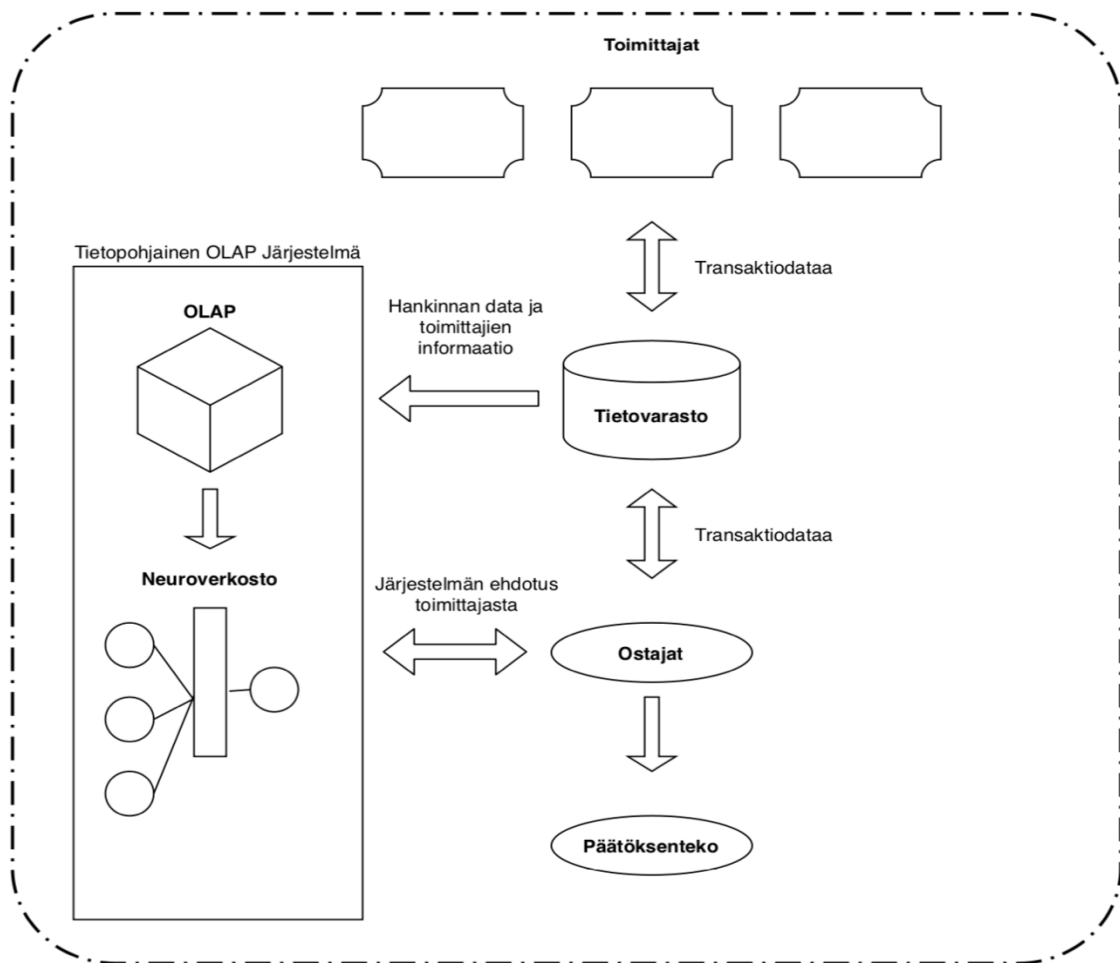 Toimittajat
Transaktiodataa
Tietopohjainen OLAP Järjestelmä
OLAP
Hankinnan data ja
toimittajien
informaatio
Tietovarasto
Transaktiodataa
Neuroverkosto
Järjestelmän ehdotus
toimittajasta
Ostajat
Päätöksenteko